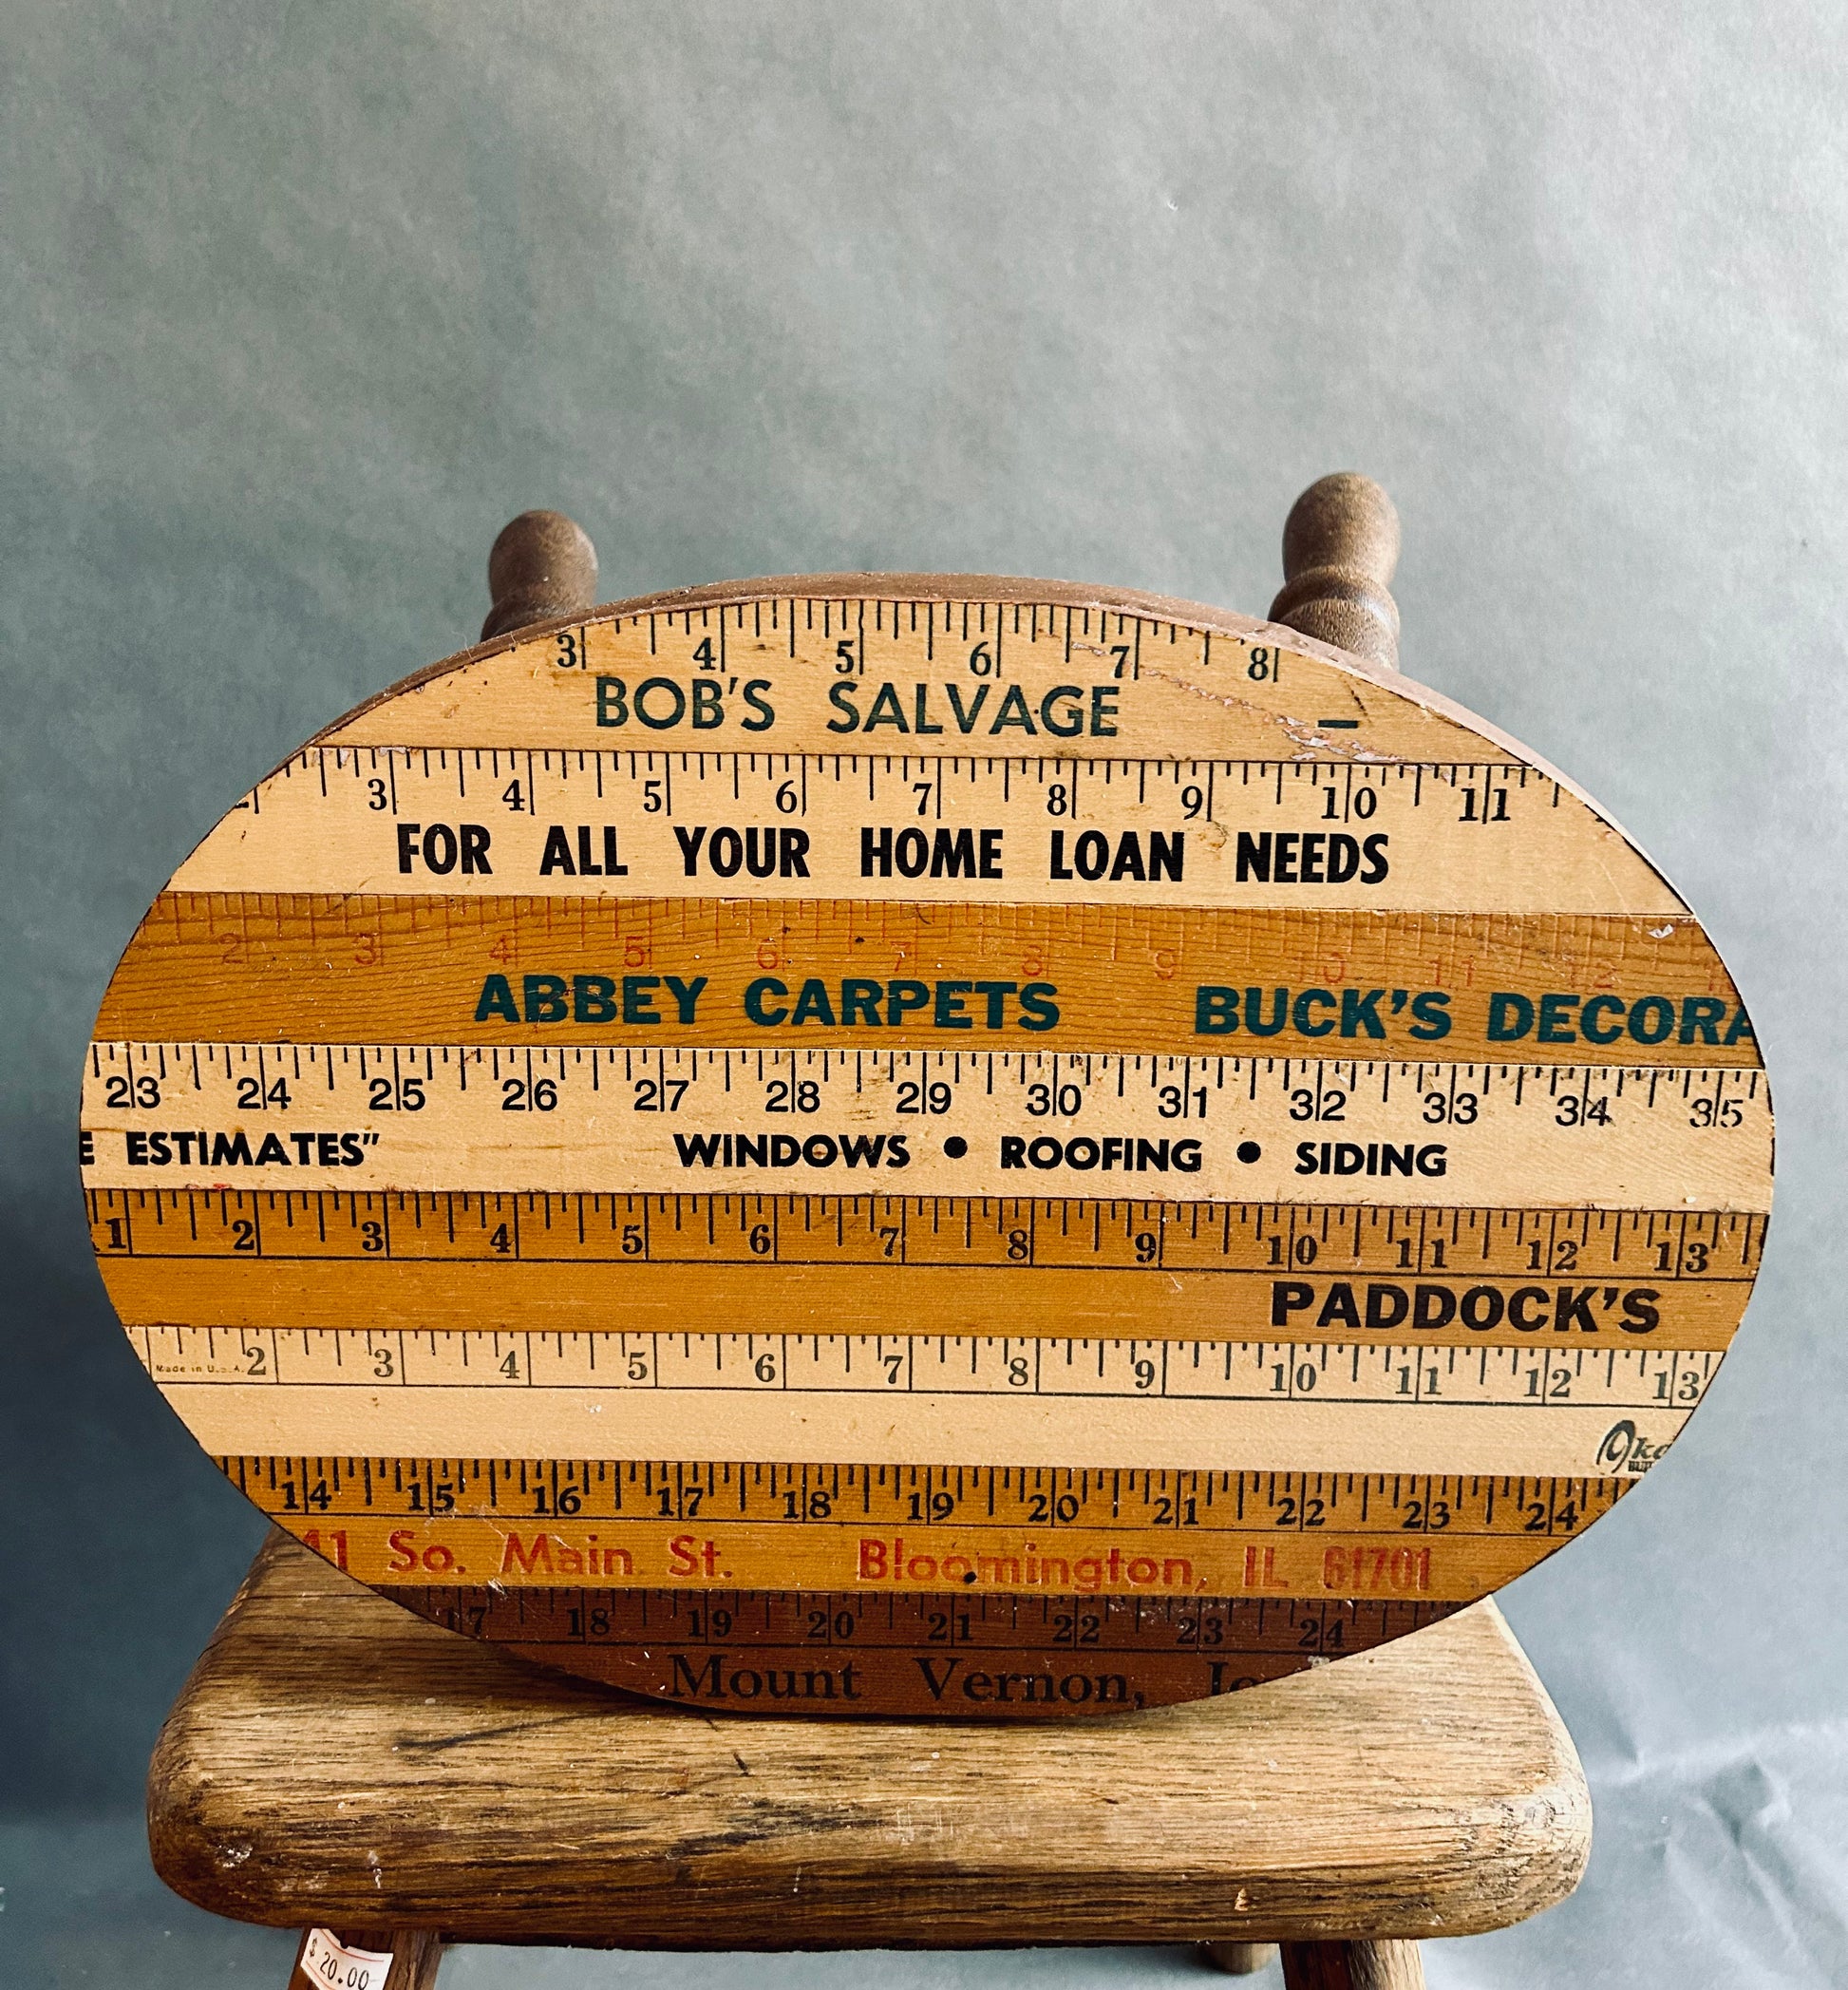 3 4 5 6 7 8
BOB'S SALVAGE –
3 4 5 6 7 8 9 10 11
FOR ALL YOUR HOME LOAN NEEDS
2 3 4 5 6 7 8 9 10 11 12
ABBEY CARPETS BUCK'S DECORA
23 24 25 26 27 28 29 30 31 32 33 34 35
E ESTIMATES" WINDOWS • ROOFING • SIDING
1 2 3 4 5 6 7 8 9 10 11 12 13
PADDOCK'S
Made in U.S.A. 2 3 4 5 6 7 8 9 10 11 12 13
14 15 16 17 18 19 20 21 22 23 24
41 So. Main St. Bloomington, IL 61701
17 18 19 20 21 22 23 24
Mount Vernon, Io
$ 20.00